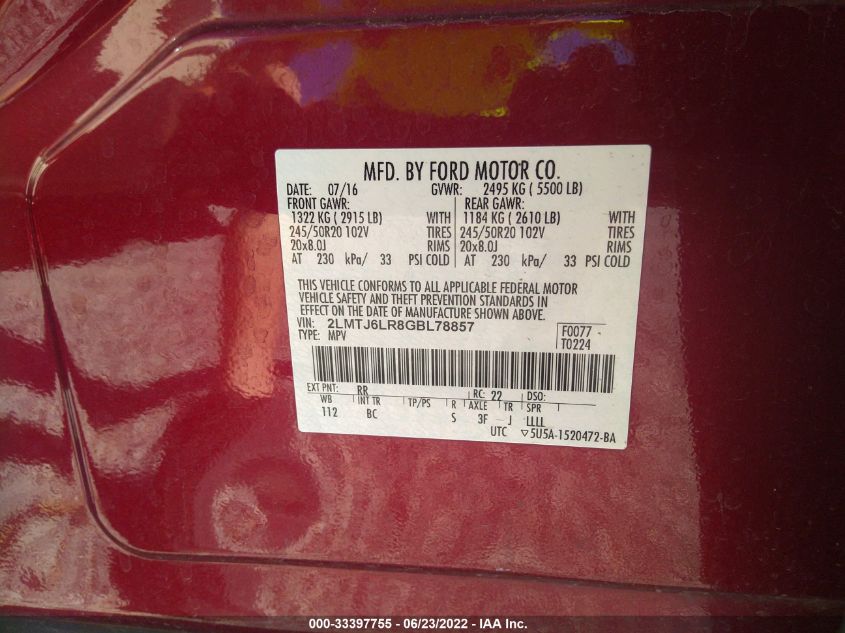 MFD. BY FORD MOTOR CO.
DATE: 07/16 GVWR: 2495 KG ( 5500 LB)
FRONT GAWR: REAR GAWR:
1322 KG ( 2915 LB) WITH 1184 KG ( 2610 LB) WITH
245/50R20 102V TIRES 245/50R20 102V TIRES
20x8.0J RIMS 20x8.0J RIMS
AT 230 kPa/ 33 PSI COLD AT 230 kPa/ 33 PSI COLD
THIS VEHICLE CONFORMS TO ALL APPLICABLE FEDERAL MOTOR
VEHICLE SAFETY AND THEFT PREVENTION STANDARDS IN
EFFECT ON THE DATE OF MANUFACTURE SHOWN ABOVE.
VIN: 2LMTJ6LR8GBL78857 F0077
TYPE: MPV T0224
EXT PNT: RR RC: 22 DSO:
WB INT TR TP/PS R AXLE TR SPR
112 BC S 3F J LLLL
UTC ▽5U5A-1520472-BA
000-33397755 - 06/23/2022 - IAA Inc.